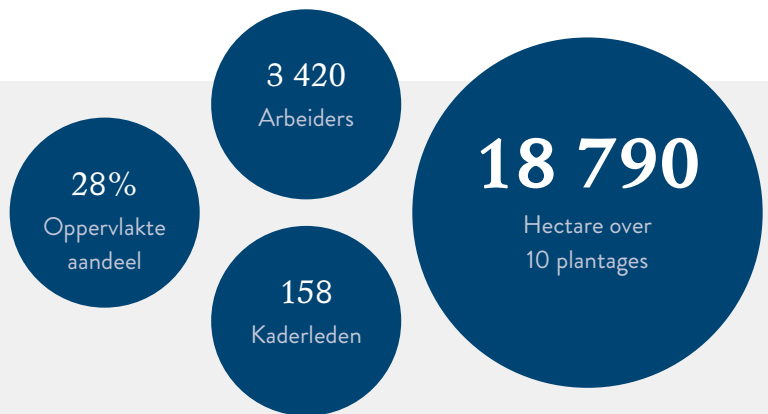 3 420
Arbeiders
28%
Oppervlakte
aandeel
158
Kaderleden
18 790
Hectare over
10 plantages